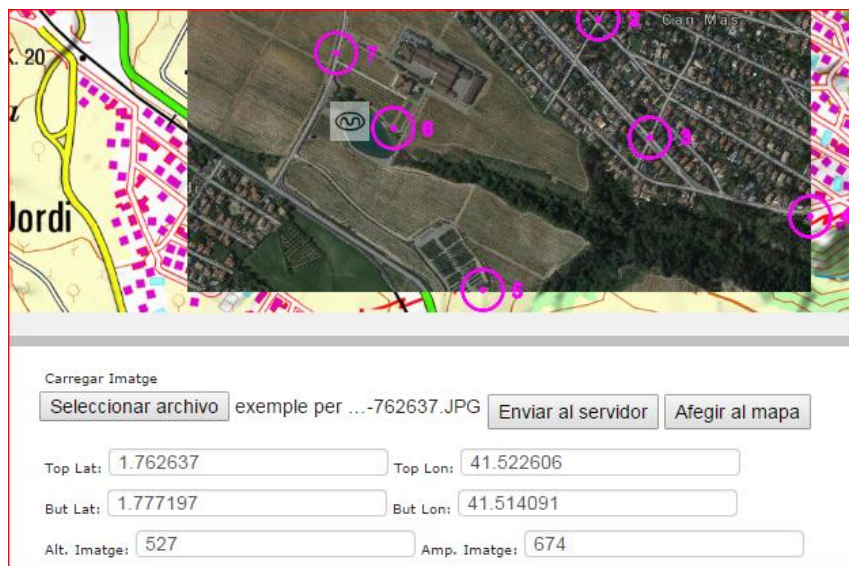 2 Can Mas
7
K. 20
6
3
Jordi
5
Carregar Imatge
Seleccionar archivo exemple per …-762637.JPG Enviar al servidor Afegir al mapa
Top Lat: 1.762637 Top Lon: 41.522606
But Lat: 1.777197 But Lon: 41.514091
Alt. Imatge: 527 Amp. Imatge: 674